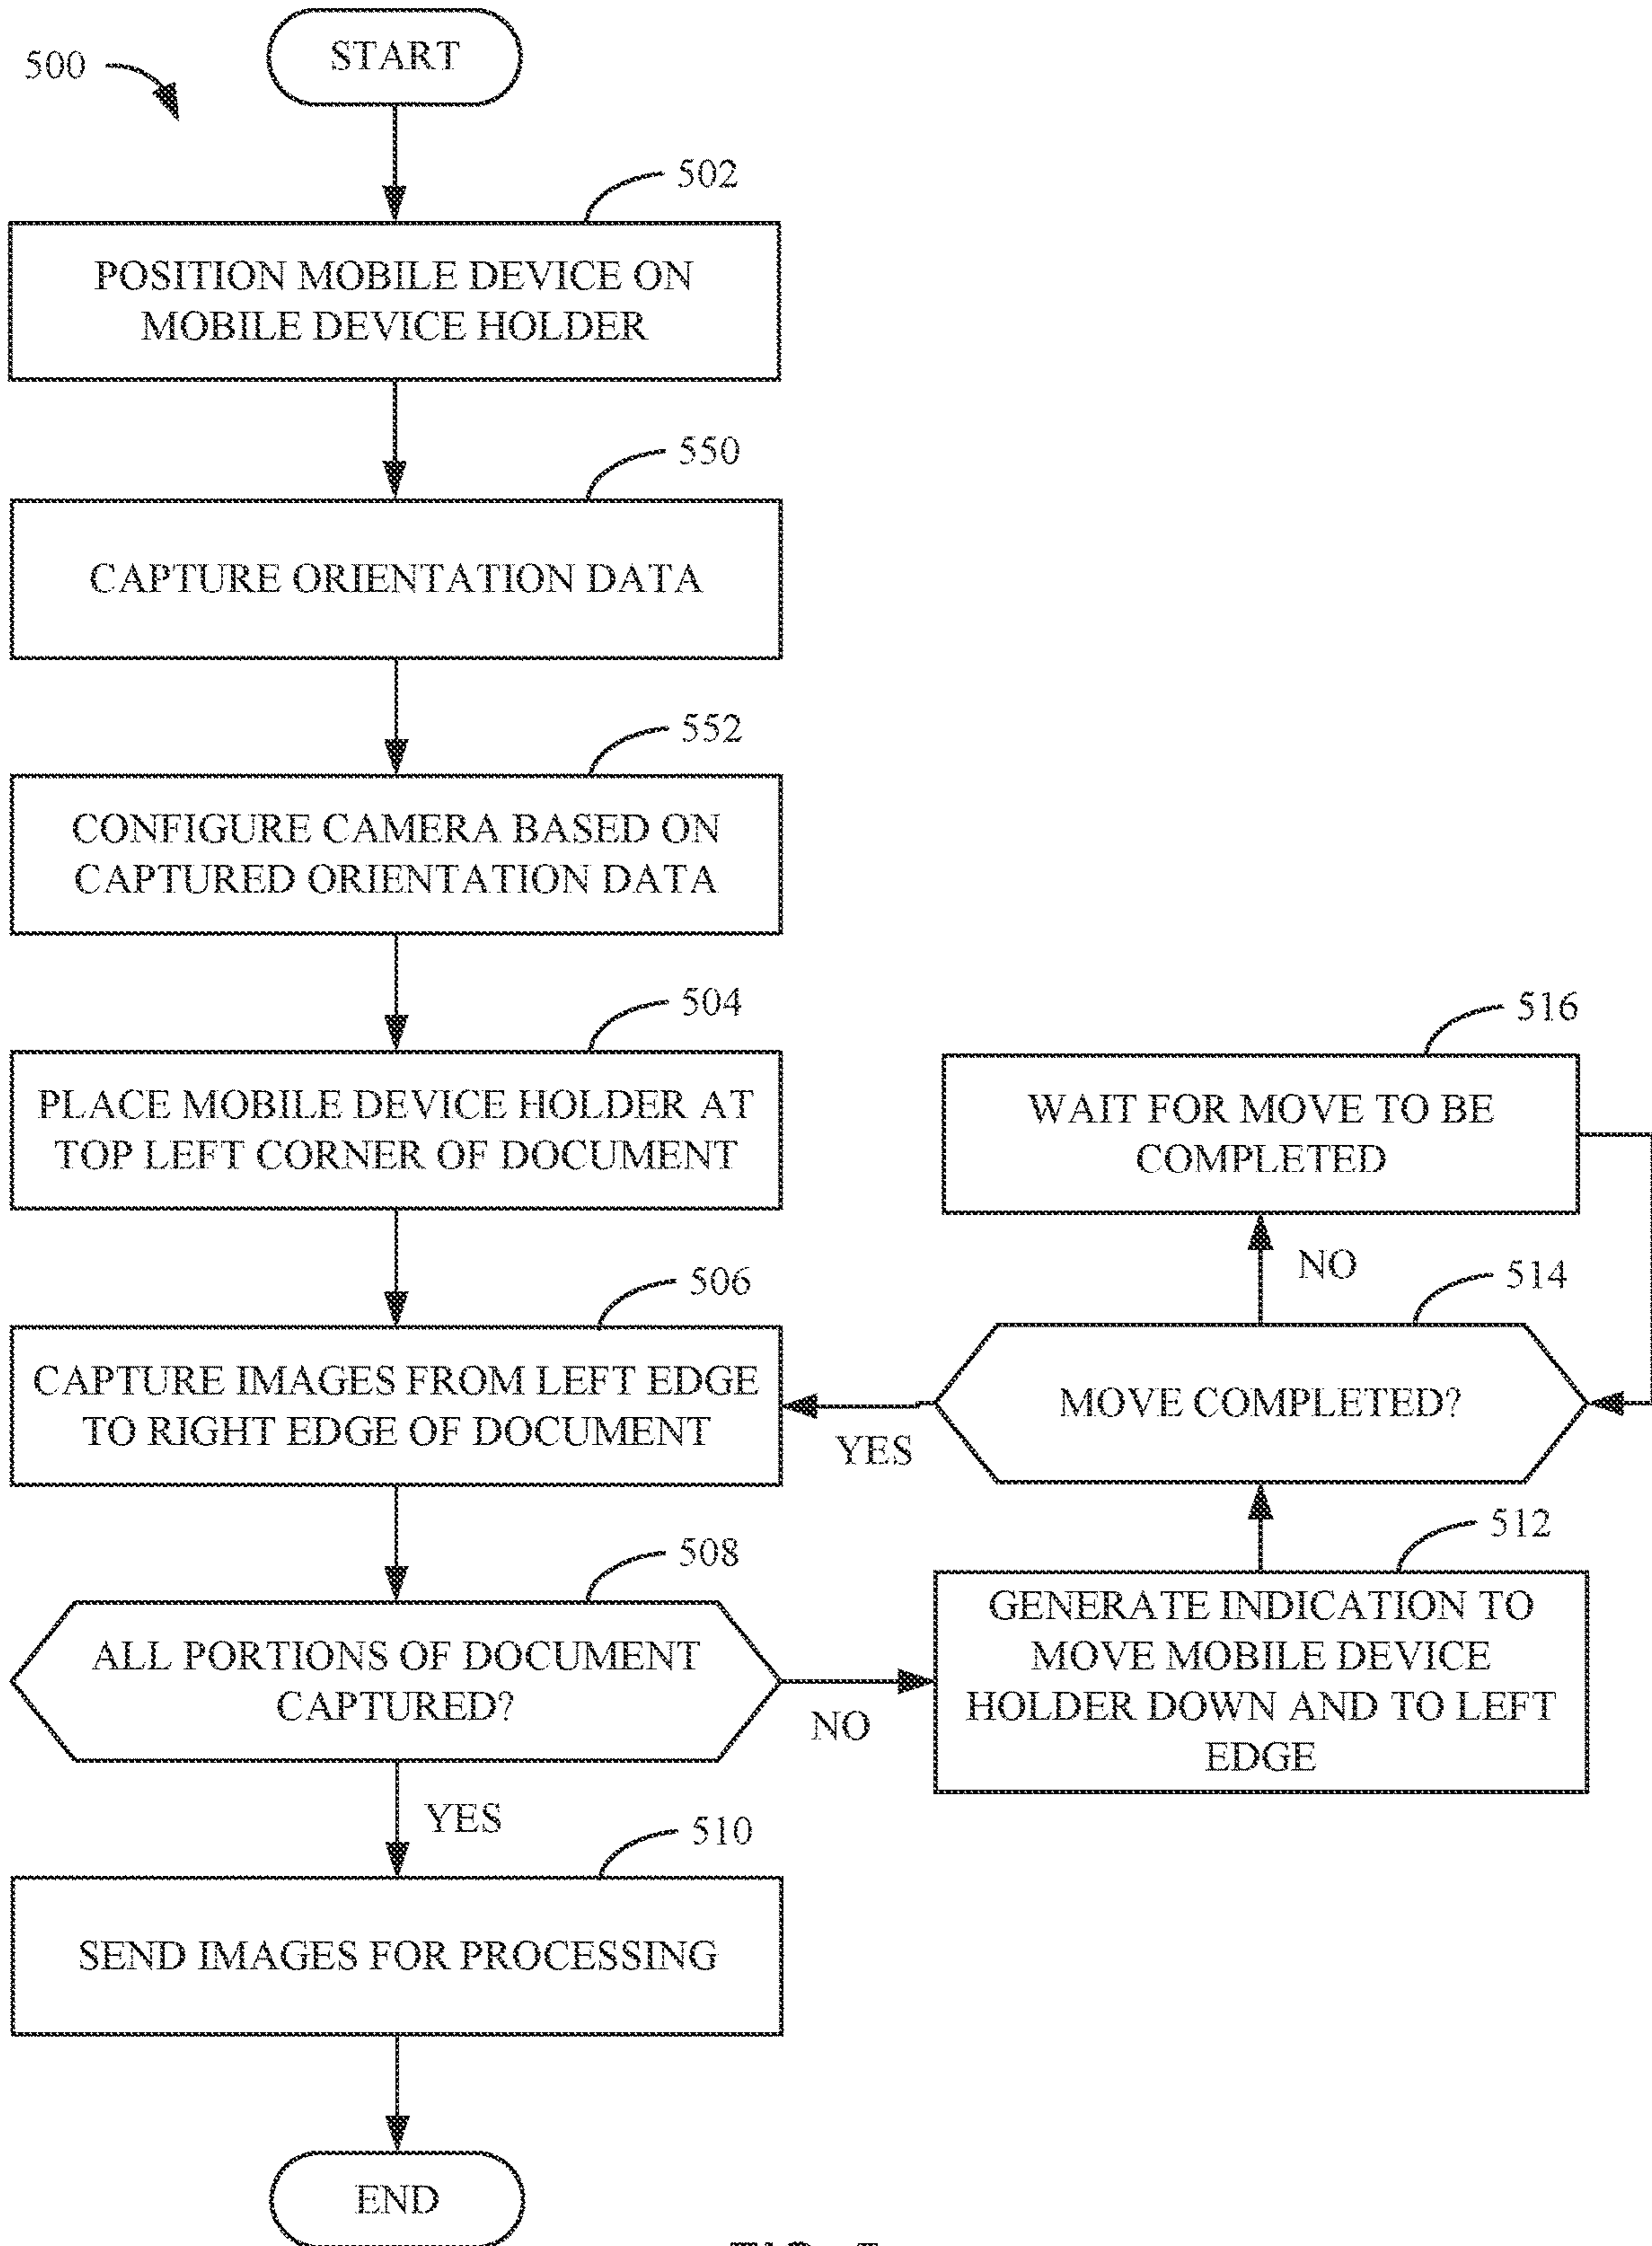 500
START
502
POSITION MOBILE DEVICE ON
MOBILE DEVICE HOLDER
550
CAPTURE ORIENTATION DATA
552
CONFIGURE CAMERA BASED ON
CAPTURED ORIENTATION DATA
504
PLACE MOBILE DEVICE HOLDER AT
TOP LEFT CORNER OF DOCUMENT
516
WAIT FOR MOVE TO BE
COMPLETED
NO
506
CAPTURE IMAGES FROM LEFT EDGE
TO RIGHT EDGE OF DOCUMENT
514
MOVE COMPLETED?
YES
508
ALL PORTIONS OF DOCUMENT
CAPTURED?
NO
512
GENERATE INDICATION TO
MOVE MOBILE DEVICE
HOLDER DOWN AND TO LEFT
EDGE
YES
510
SEND IMAGES FOR PROCESSING
END